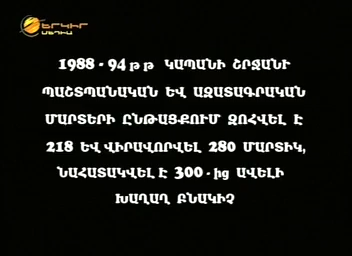 ԵՐԿԻՐ
ՄԵԴԻԱ
1988 - 94 թ թ ԿԱՊԱՆԻ ՇՐՋԱՆԻ
ՊԱՇՏՊԱՆԱԿԱՆ ԵՎ ԱԶԱՏԱԳՐԱԿԱՆ
ՄԱՐՏԵՐԻ ԸՆԹԱՑՔՈՒՄ ԶՈՀՎԵԼ Է
218 ԵՎ ՎԻՐԱՎՈՐՎԵԼ 280 ՄԱՐՏԻԿ,
ՆԱՀԱՏԱԿՎԵԼ Է 300 - ից ԱՎԵԼԻ
ԽԱՂԱՂ ԲՆԱԿԻՉ